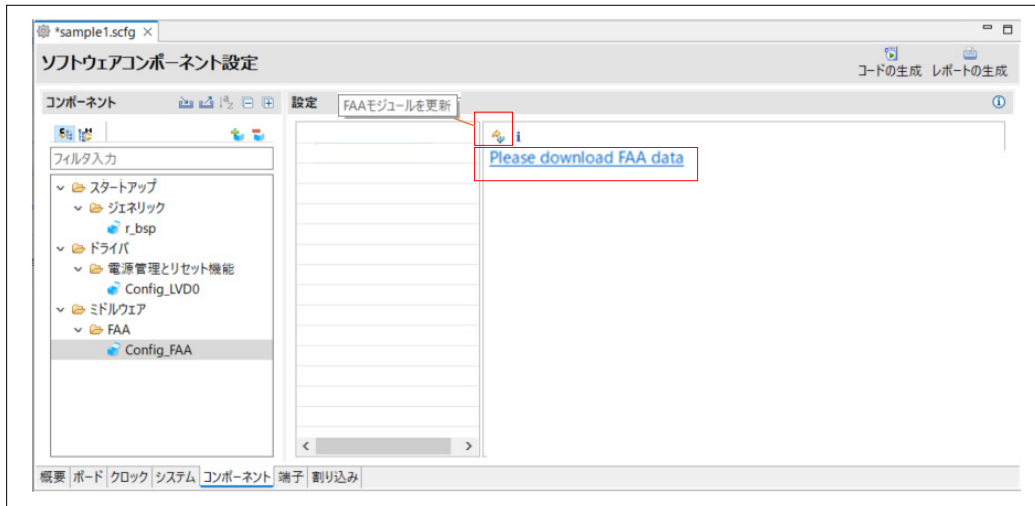 *sample1.scfg
ソフトウェアコンポーネント設定
コードの生成 レポートの生成
コンポーネント
設定
FAAモジュールを更新
フィルタ入力
Please download FAA data
スタートアップ
ジェネリック
r_bsp
ドライバ
電源管理とリセット機能
Config_LVD0
ミドルウェア
FAA
Config_FAA
概要 ボード クロック システム コンポーネント 端子 割り込み